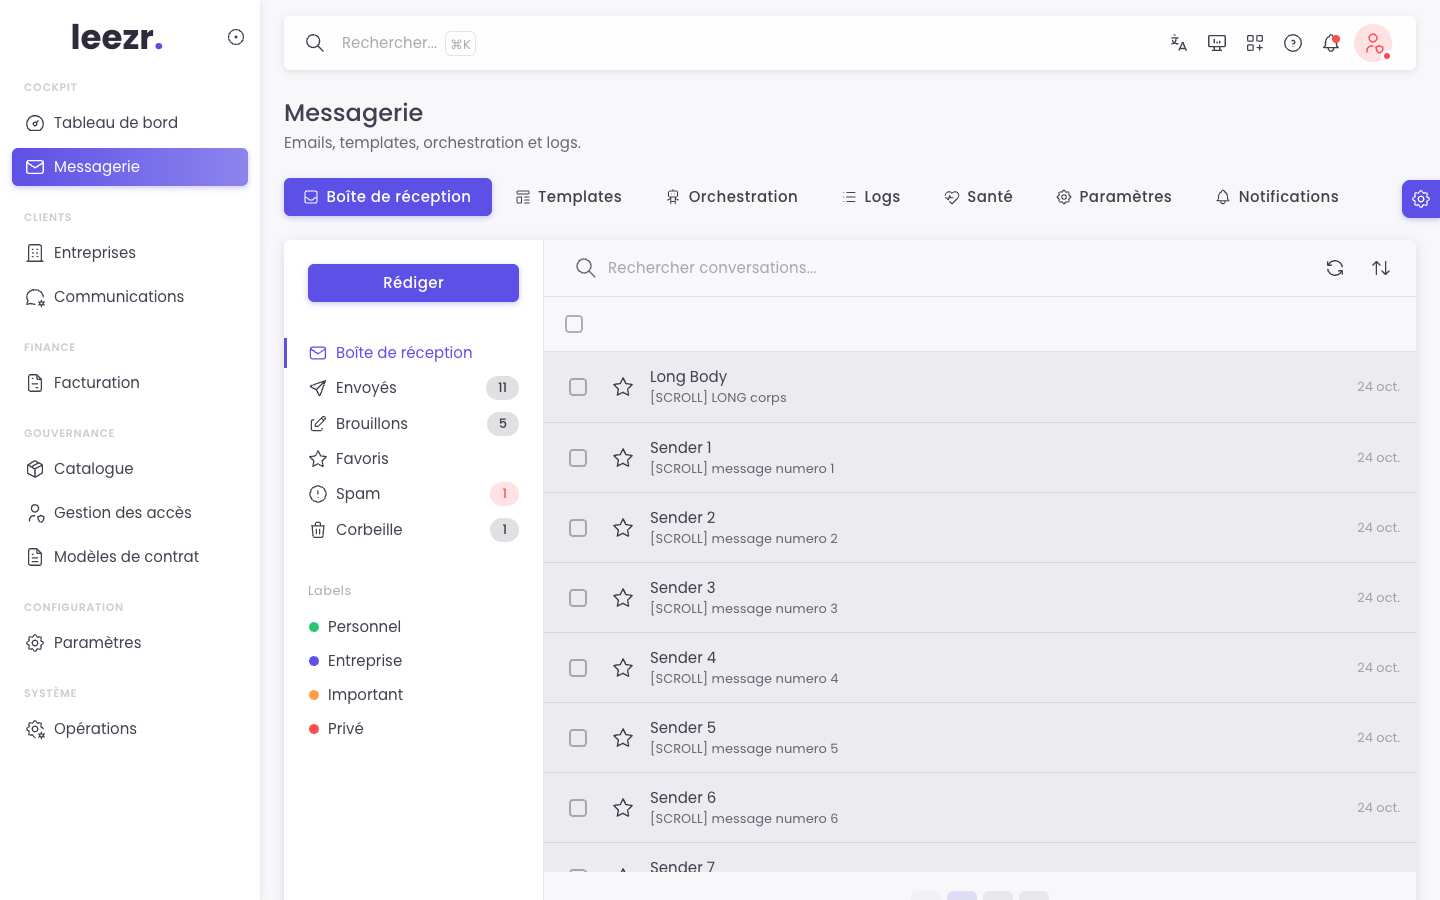 leezr.
COCKPIT
Tableau de bord
Messagerie
CLIENTS
Entreprises
Communications
FINANCE
Facturation
GOUVERNANCE
Catalogue
Gestion des accès
Modèles de contrat
CONFIGURATION
Paramètres
SYSTÈME
Opérations
Rechercher... ⌘K
Messagerie
Emails, templates, orchestration et logs.
Boîte de réception Templates Orchestration Logs Santé Paramètres Notifications
Rédiger
Boîte de réception
Envoyés 11
Brouillons 5
Favoris
Spam 1
Corbeille 1
Labels
Personnel
Entreprise
Important
Privé
Rechercher conversations...
Long Body
[SCROLL] LONG corps
24 oct.
Sender 1
[SCROLL] message numero 1
24 oct.
Sender 2
[SCROLL] message numero 2
24 oct.
Sender 3
[SCROLL] message numero 3
24 oct.
Sender 4
[SCROLL] message numero 4
24 oct.
Sender 5
[SCROLL] message numero 5
24 oct.
Sender 6
[SCROLL] message numero 6
24 oct.
Sender 7